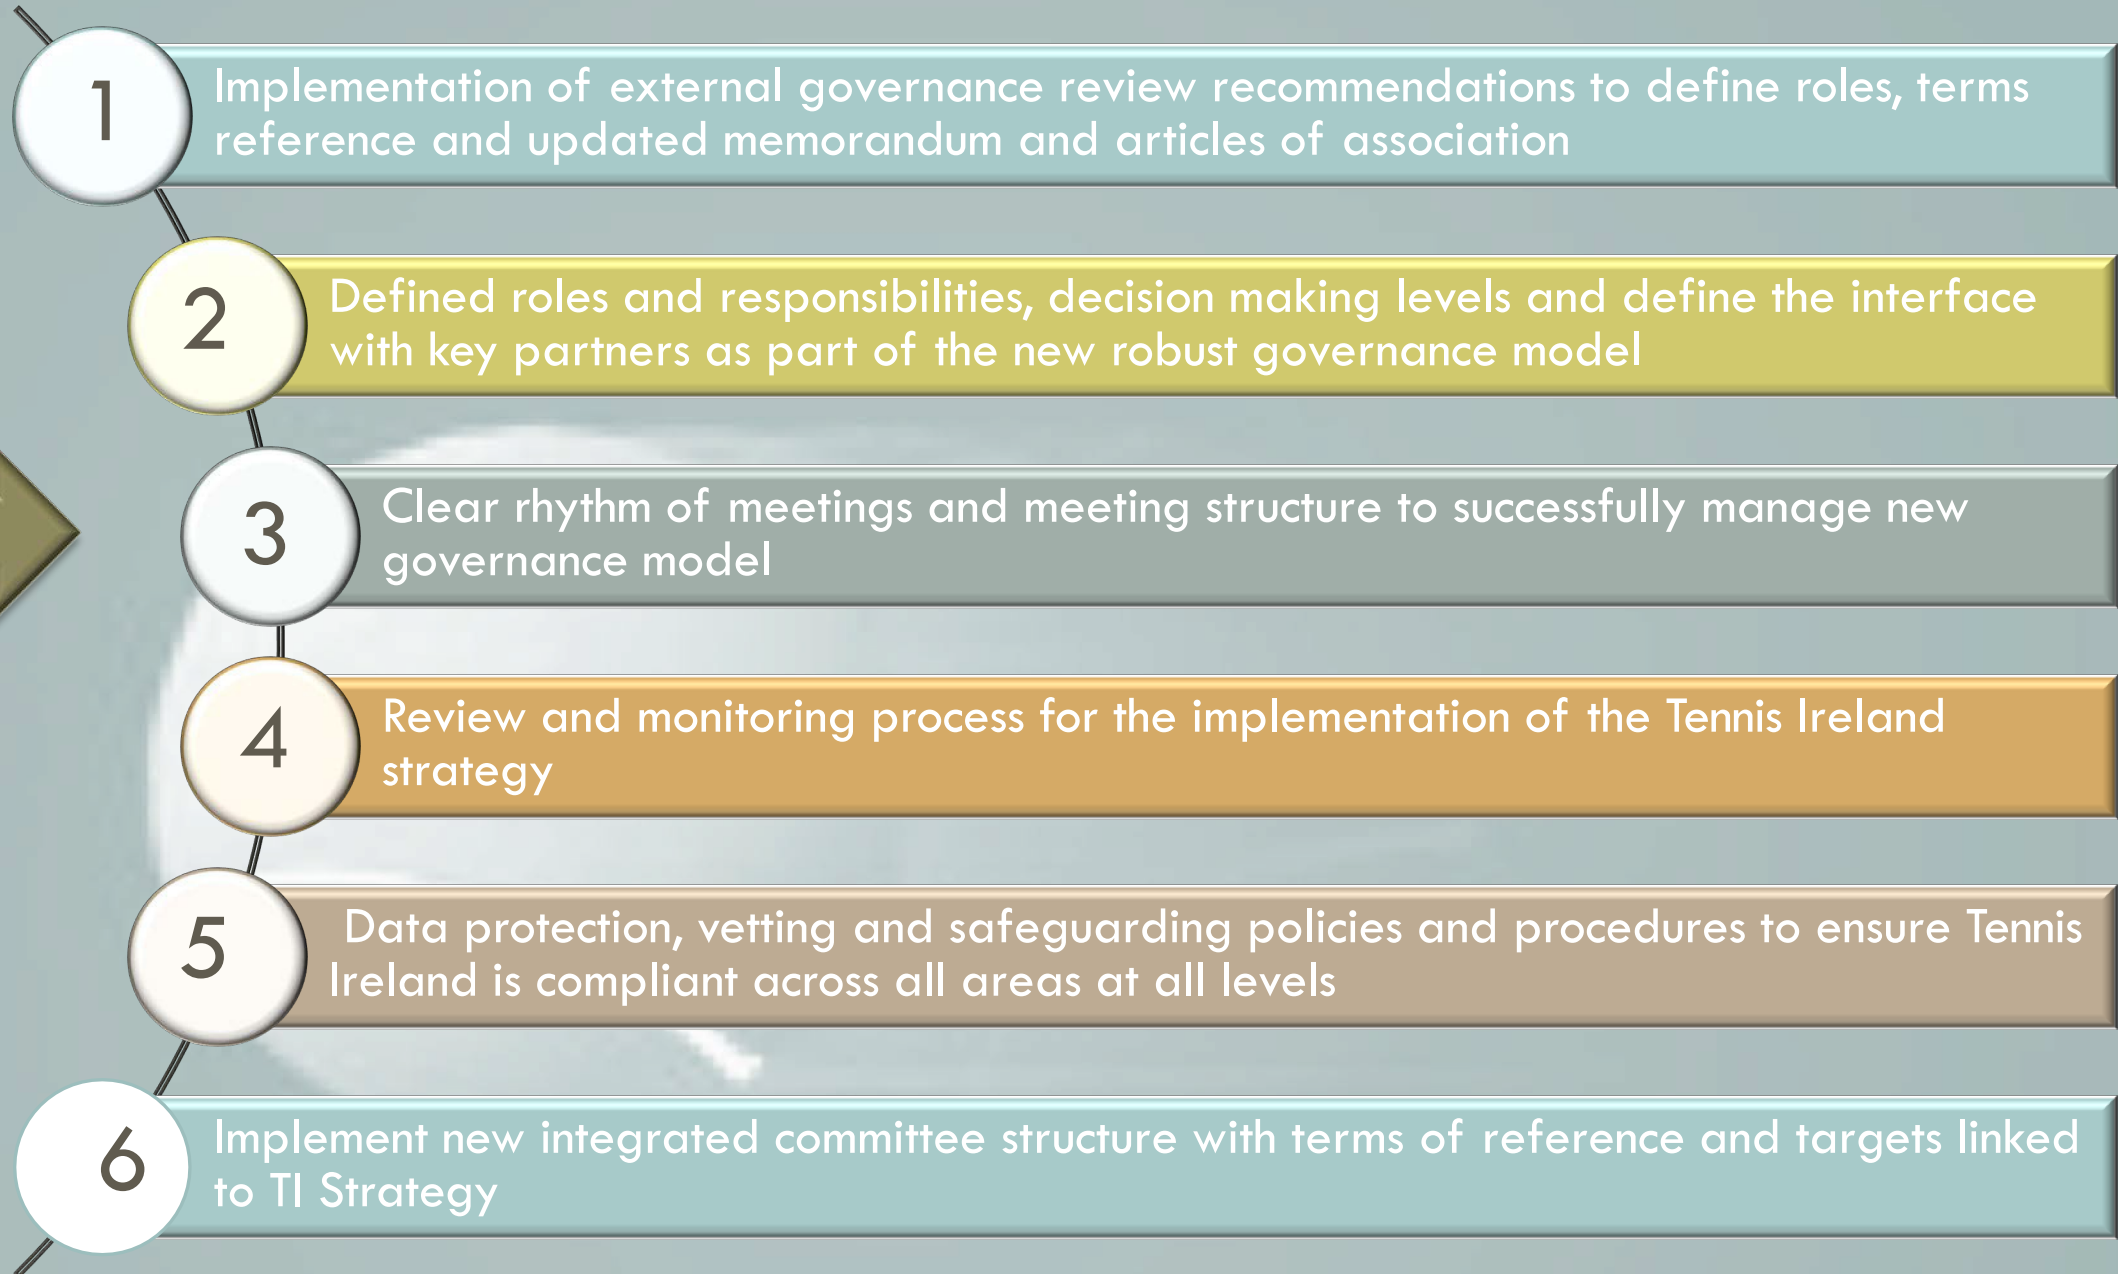 1
Implementation of external governance review recommendations to define roles, terms
reference and updated memorandum and articles of association
2
Defined roles and responsibilities, decision making levels and define the interface
with key partners as part of the new robust governance model
3
Clear rhythm of meetings and meeting structure to successfully manage new
governance model
4
Review and monitoring process for the implementation of the Tennis Ireland
strategy
5
Data protection, vetting and safeguarding policies and procedures to ensure Tennis
Ireland is compliant across all areas at all levels
6
Implement new integrated committee structure with terms of reference and targets linked
to TI Strategy